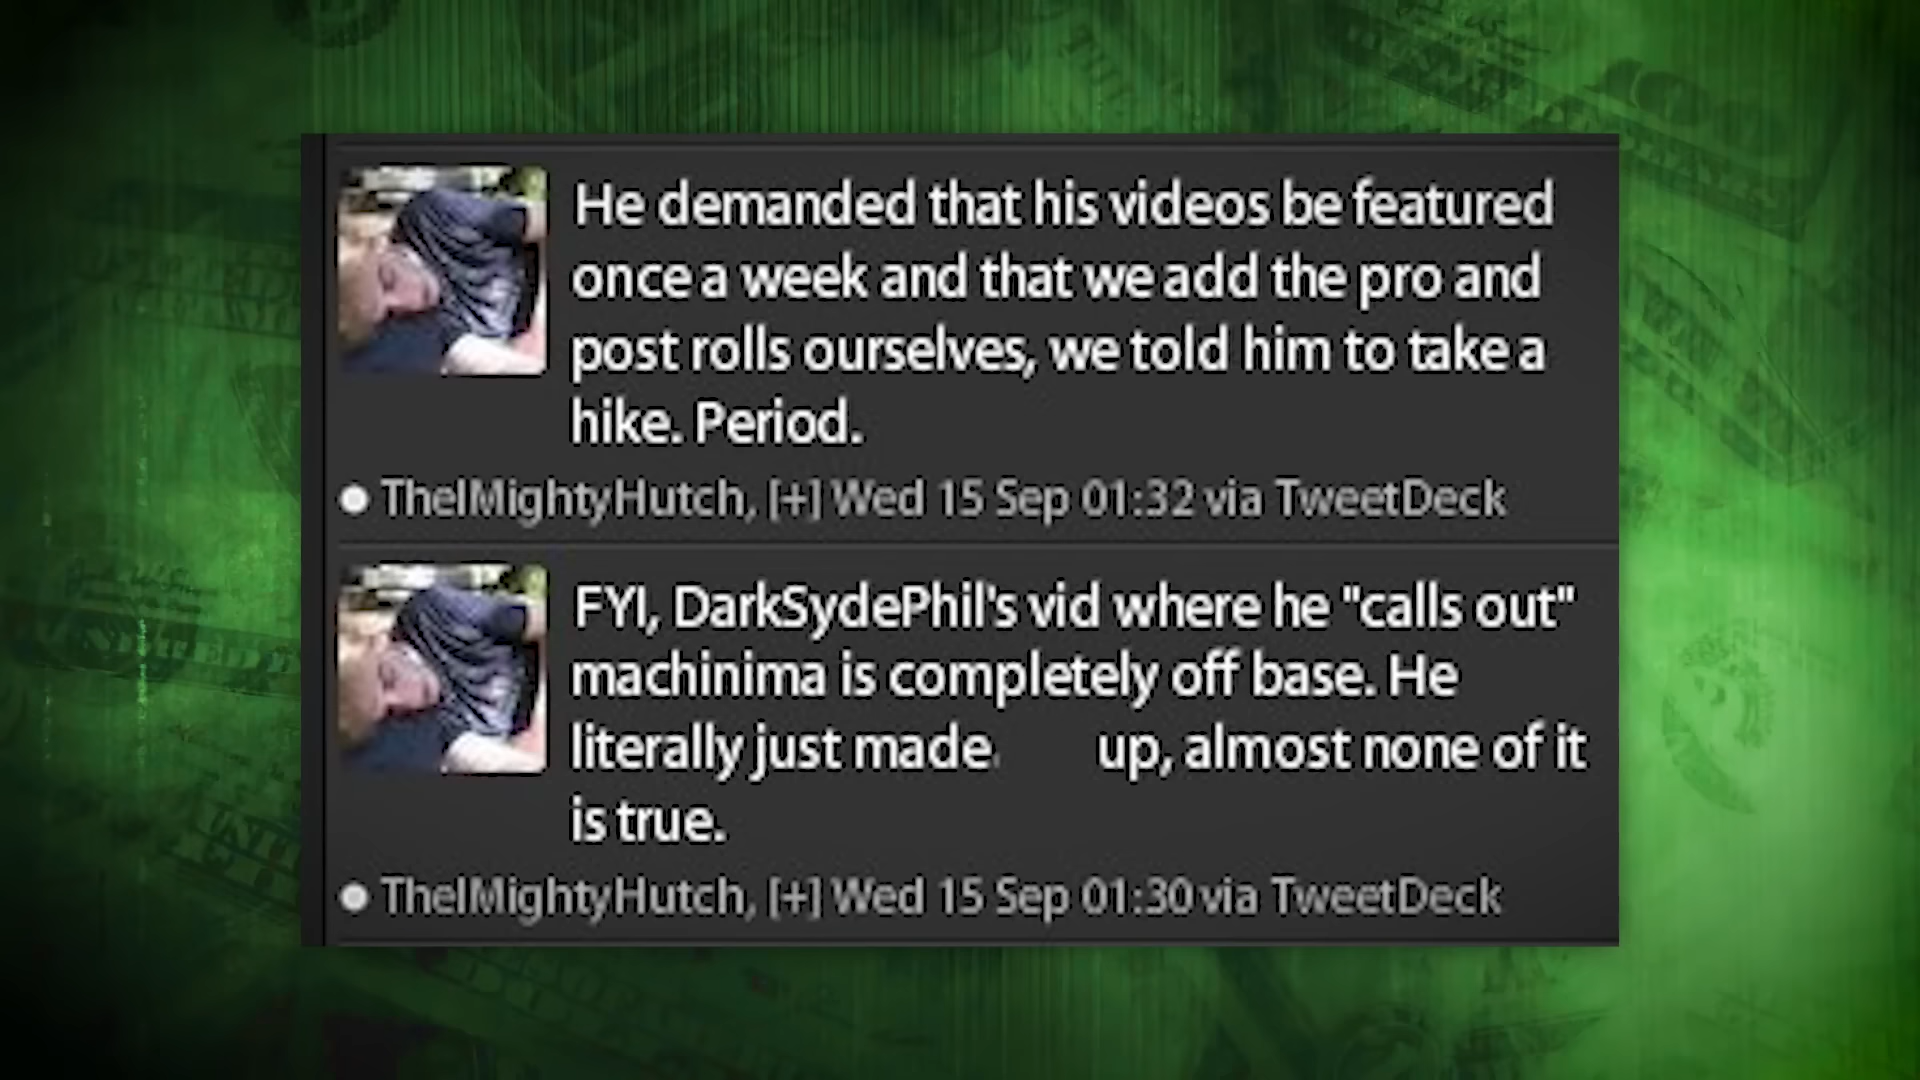 He demanded that his videos be featured
once a week and that we add the pro and
post rolls ourselves, we told him to take a
hike. Period.
TheIMightyHutch, [+] Wed 15 Sep 01:32 via TweetDeck
FYI, DarkSydePhil's vid where he "calls out"
machinima is completely off base. He
literally just made up, almost none of it
is true.
TheIMightyHutch, [+] Wed 15 Sep 01:30 via TweetDeck